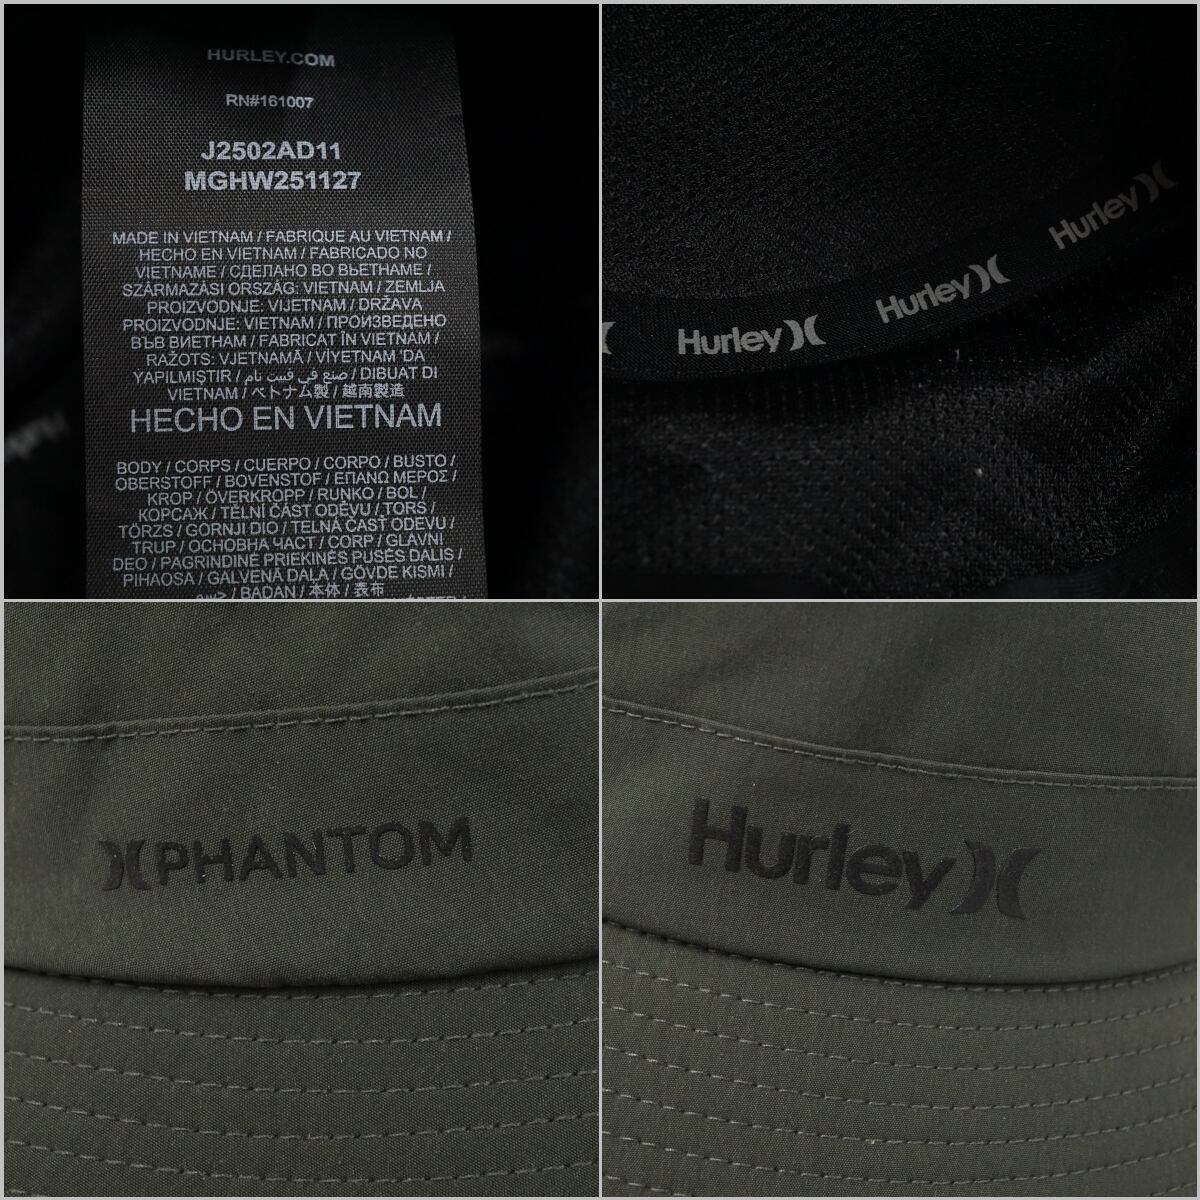 HURLEY.COM
RN#161007
J2502AD11
MGHW251127
MADE IN VIETNAM / FABRIQUE AU VIETNAM /
HECHO EN VIETNAM / FABRICADO NO
VIETNAME / СДЕЛАНО ВО ВЬЕТНАМЕ /
SZÁRMAZÁSI ORSZÁG: VIETNAM / ZEMLJA
PROIZVODNJE: VIJETNAM / DRŽAVA
PROIZVODNJE: VIETNAM / ПРОИЗВЕДЕНО
ВЪВ ВИЕТНАМ / FABRICAT ÎN VIETNAM /
RAŽOTS: VJETNAMĀ / VİYETNAM 'DA
YAPILMIŞTIR / صنع في فييت نام / DIBUAT DI
VIETNAM / ベトナム製 / 越南製造
HECHO EN VIETNAM
BODY / CORPS / CUERPO / CORPO / BUSTO /
OBERSTOFF / BOVENSTOF / ΕΠΑΝΩ ΜΕΡΟΣ /
KROP / ÖVERKROPP / RUNKO / BOL /
КОРСАЖ / TĚLNÍ ČÁST ODĚVU / TORS /
TÖRZS / GORNJI DIO / TELNÁ ČASŤ ODEVU /
TRUP / ОСНОВНА ЧАСТ / CORP / GLAVNI
DEO / PAGRINDINĖ PRIEKINĖS PUSĖS DALIS /
PIHAOSA / GALVENĀ DAĻA / GÖVDE KISMI /
/ BADAN / 本体 / 表布
Hurley
Hurley
Hurley
PHANTOM
Hurley